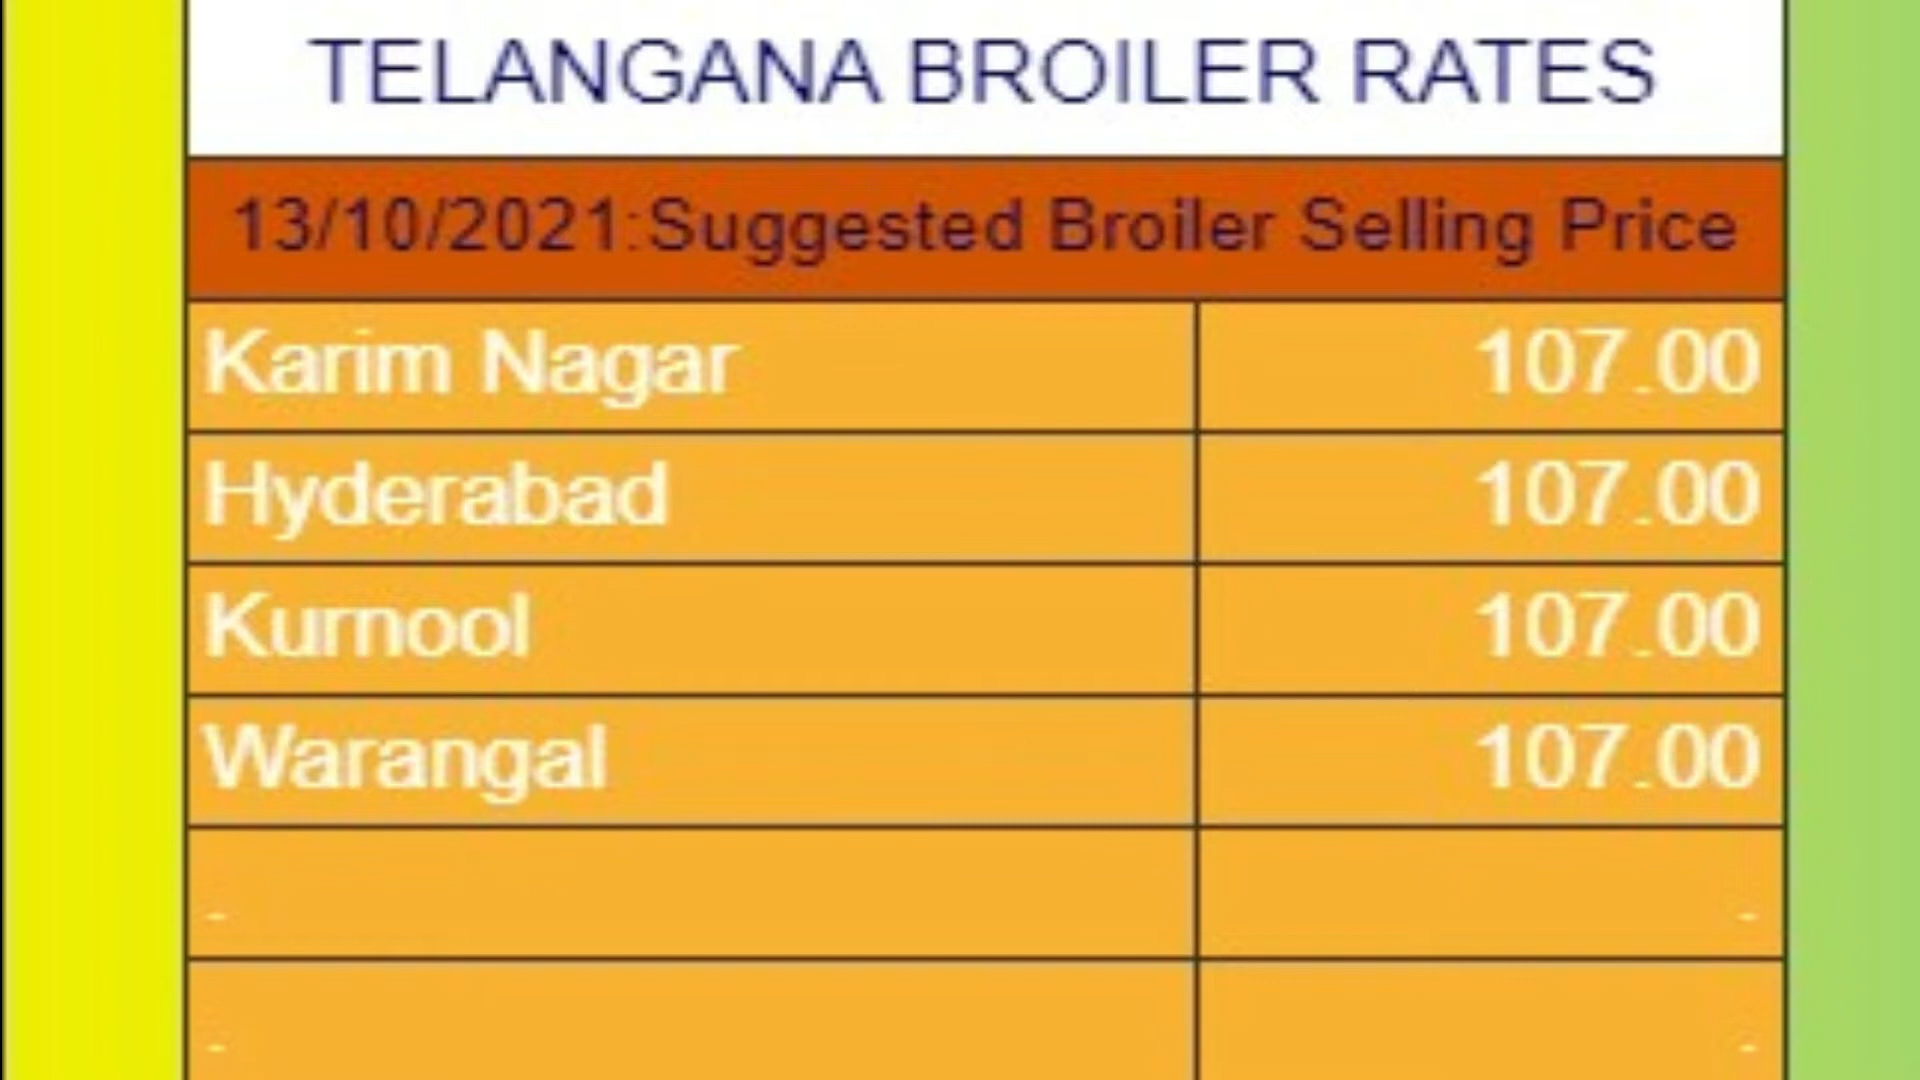 TELANGANA BROILER RATES
13/10/2021:Suggested Broiler Selling Price
Karim Nagar 107.00
Hyderabad 107.00
Kurnool 107.00
Warangal 107.00
- -
- -